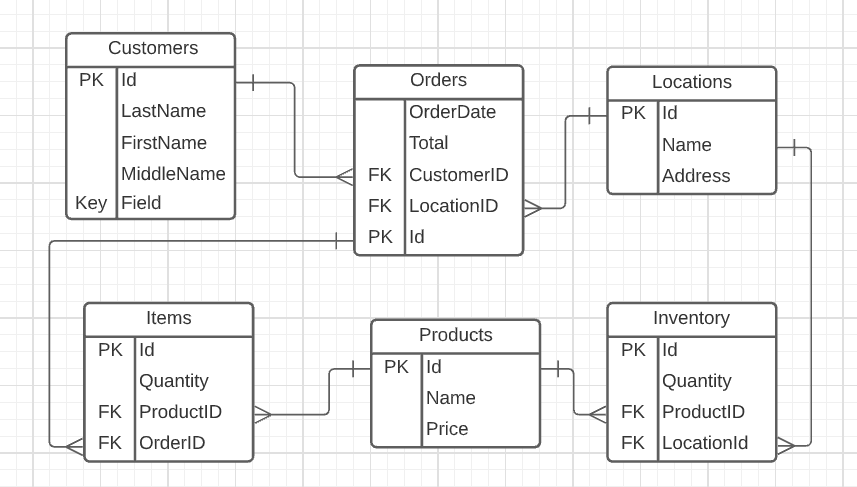 Customers
PK Id
LastName
FirstName
MiddleName
Key Field
Orders
OrderDate
Total
FK CustomerID
FK LocationID
PK Id
Locations
PK Id
Name
Address
Items
PK Id
Quantity
FK ProductID
FK OrderID
Products
PK Id
Name
Price
Inventory
PK Id
Quantity
FK ProductID
FK LocationId